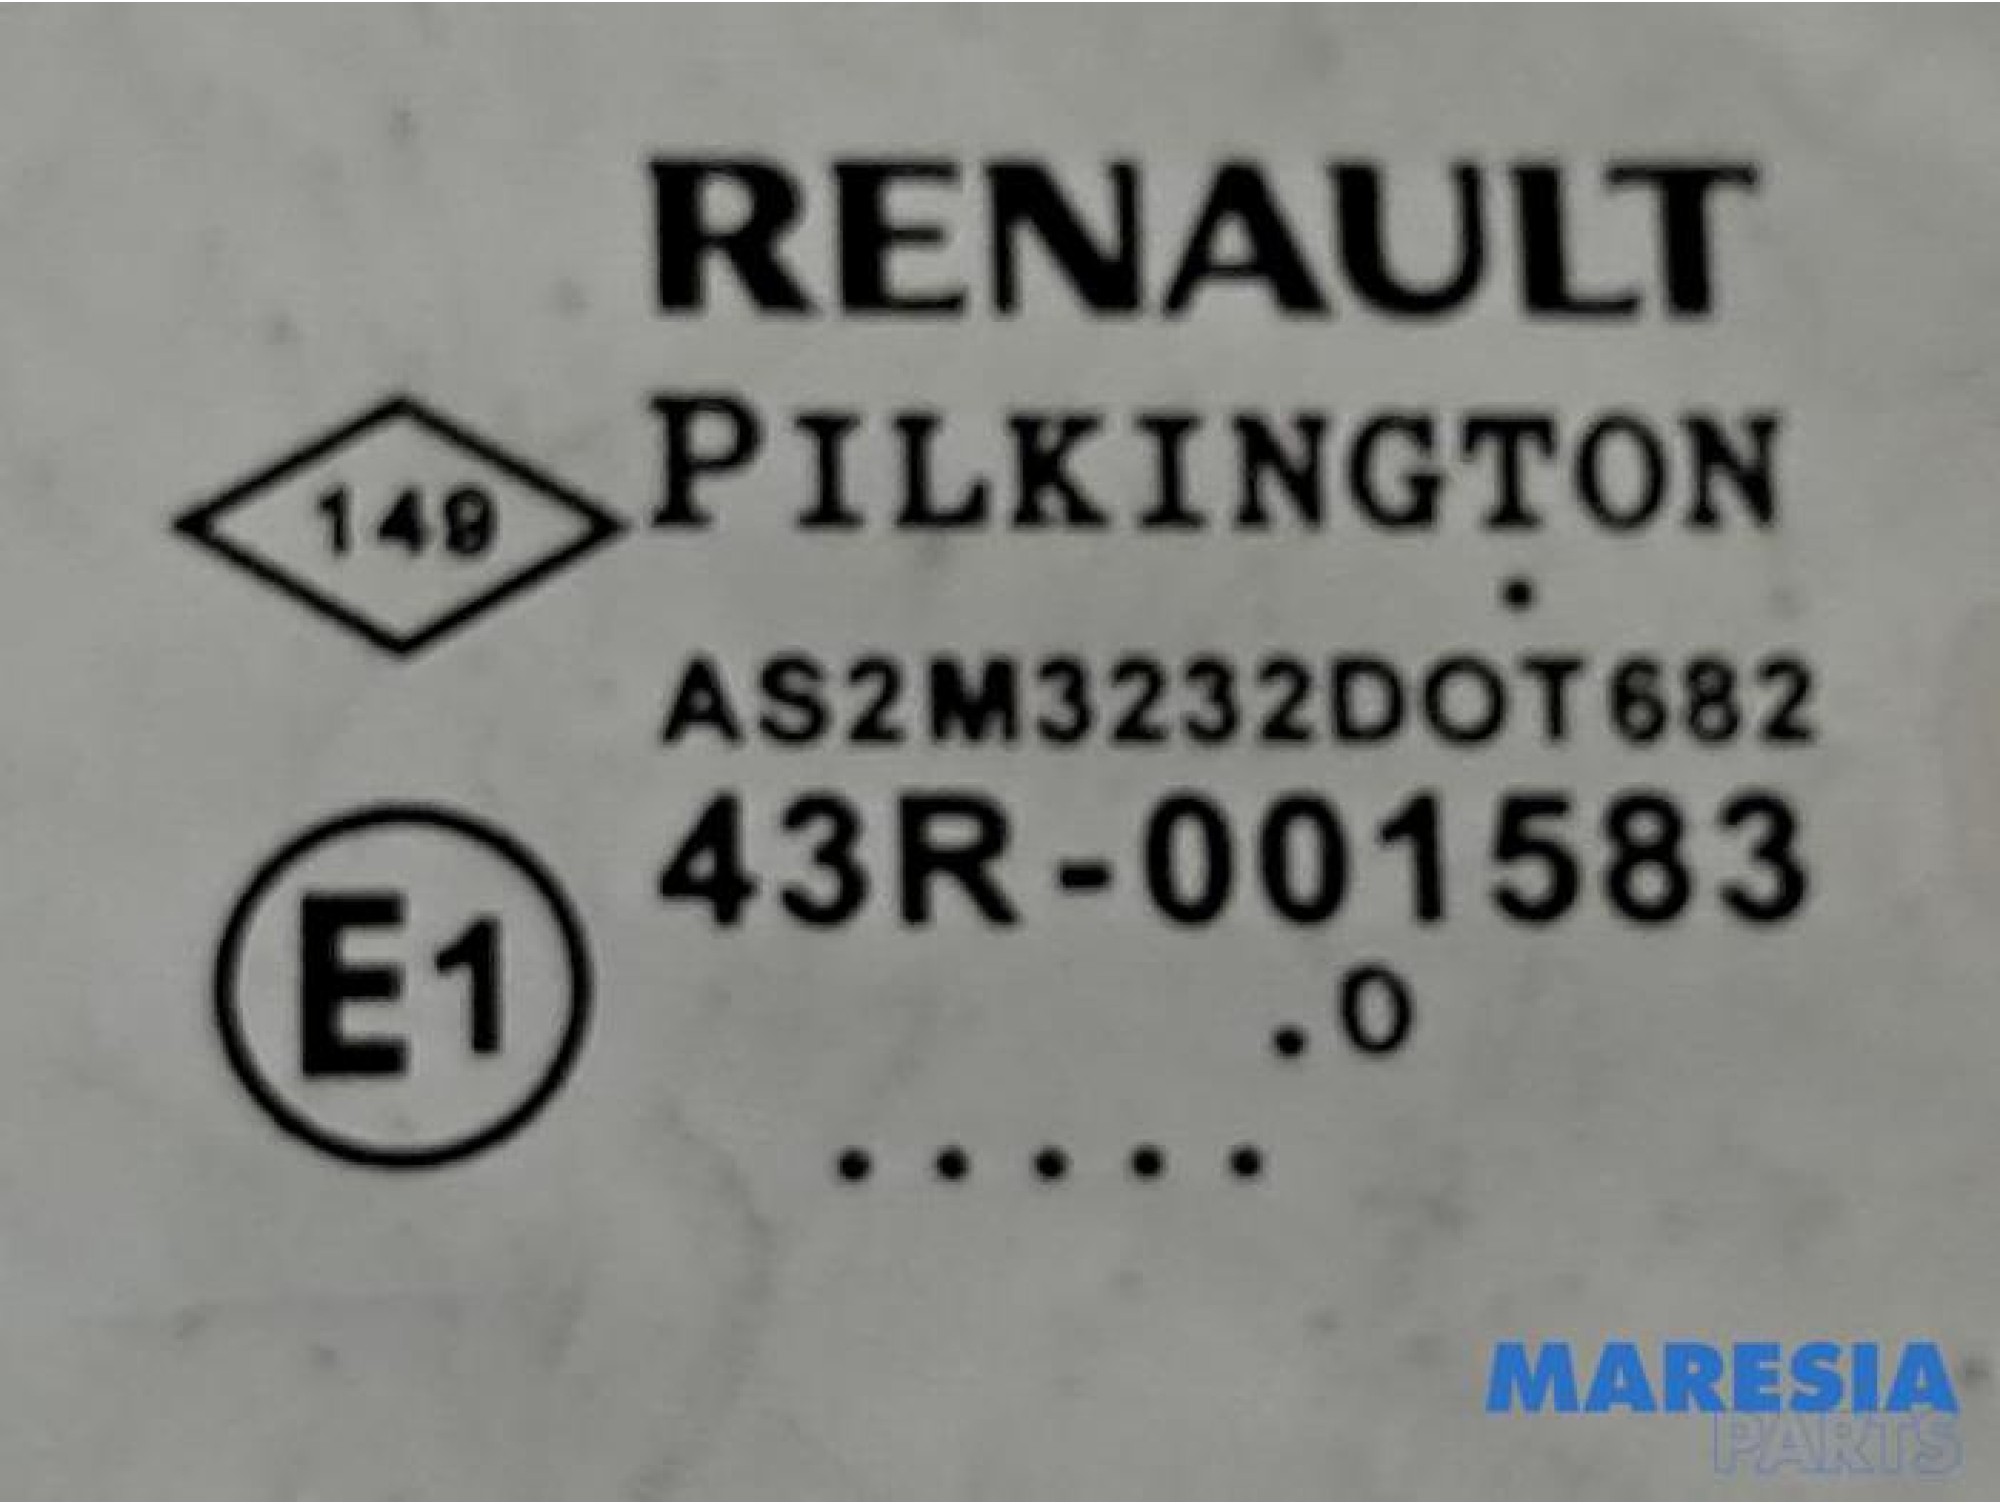 RENAULT
PILKINGTON
149
.
AS2M3232DOT682
43R-001583
E1
.0
. . . . .
MARESIA
PARTS